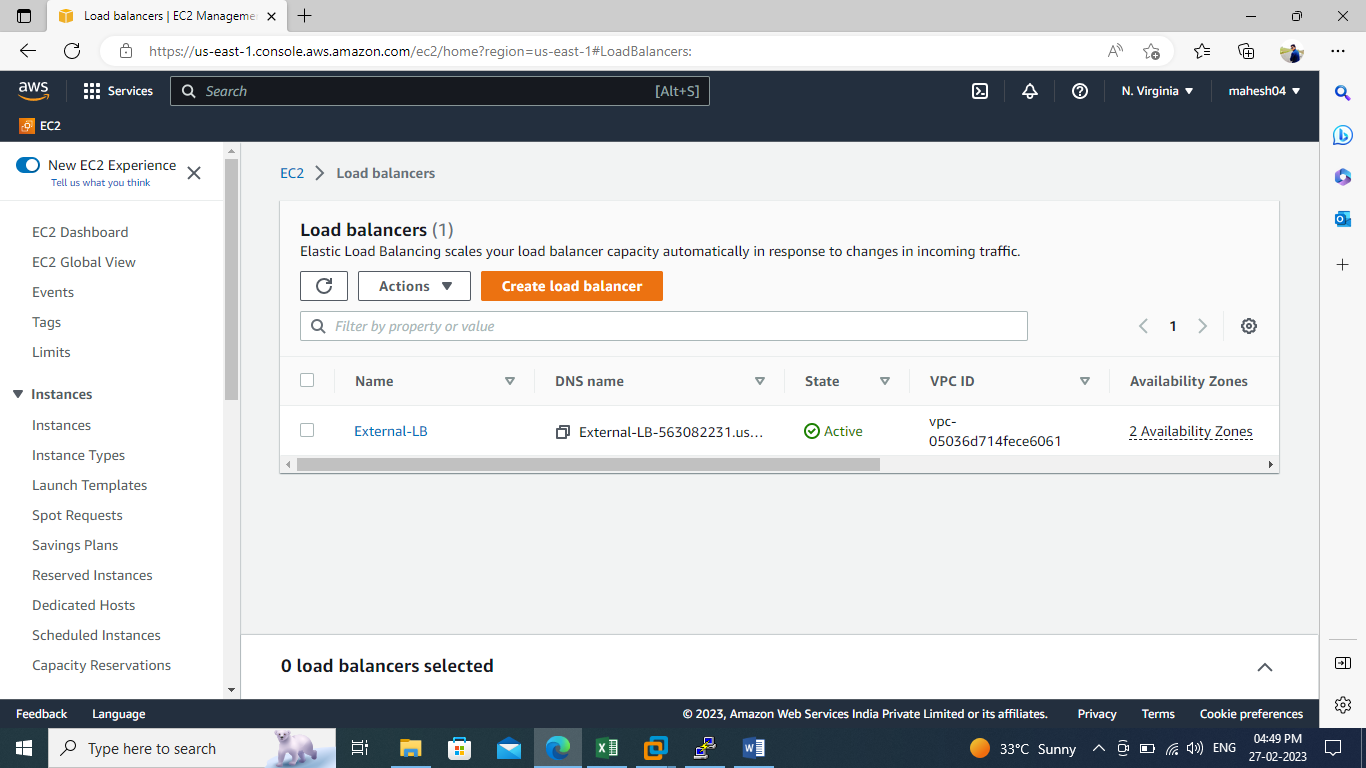 Load balancers | EC2 Manageme
https://us-east-1.console.aws.amazon.com/ec2/home?region=us-east-1#LoadBalancers:
aws
Services
Search
[Alt+S]
N. Virginia
mahesh04
EC2
New EC2 Experience
Tell us what you think
EC2 Dashboard
EC2 Global View
Events
Tags
Limits
Instances
Instances
Instance Types
Launch Templates
Spot Requests
Savings Plans
Reserved Instances
Dedicated Hosts
Scheduled Instances
Capacity Reservations
EC2 > Load balancers
Load balancers (1)
Elastic Load Balancing scales your load balancer capacity automatically in response to changes in incoming traffic.
Actions
Create load balancer
Filter by property or value
1
Name DNS name State VPC ID Availability Zones
External-LB External-LB-563082231.us... Active vpc-05036d714fece6061 2 Availability Zones
0 load balancers selected
Feedback Language © 2023, Amazon Web Services India Private Limited or its affiliates. Privacy Terms Cookie preferences
Type here to search
33°C Sunny
ENG
04:49 PM
27-02-2023